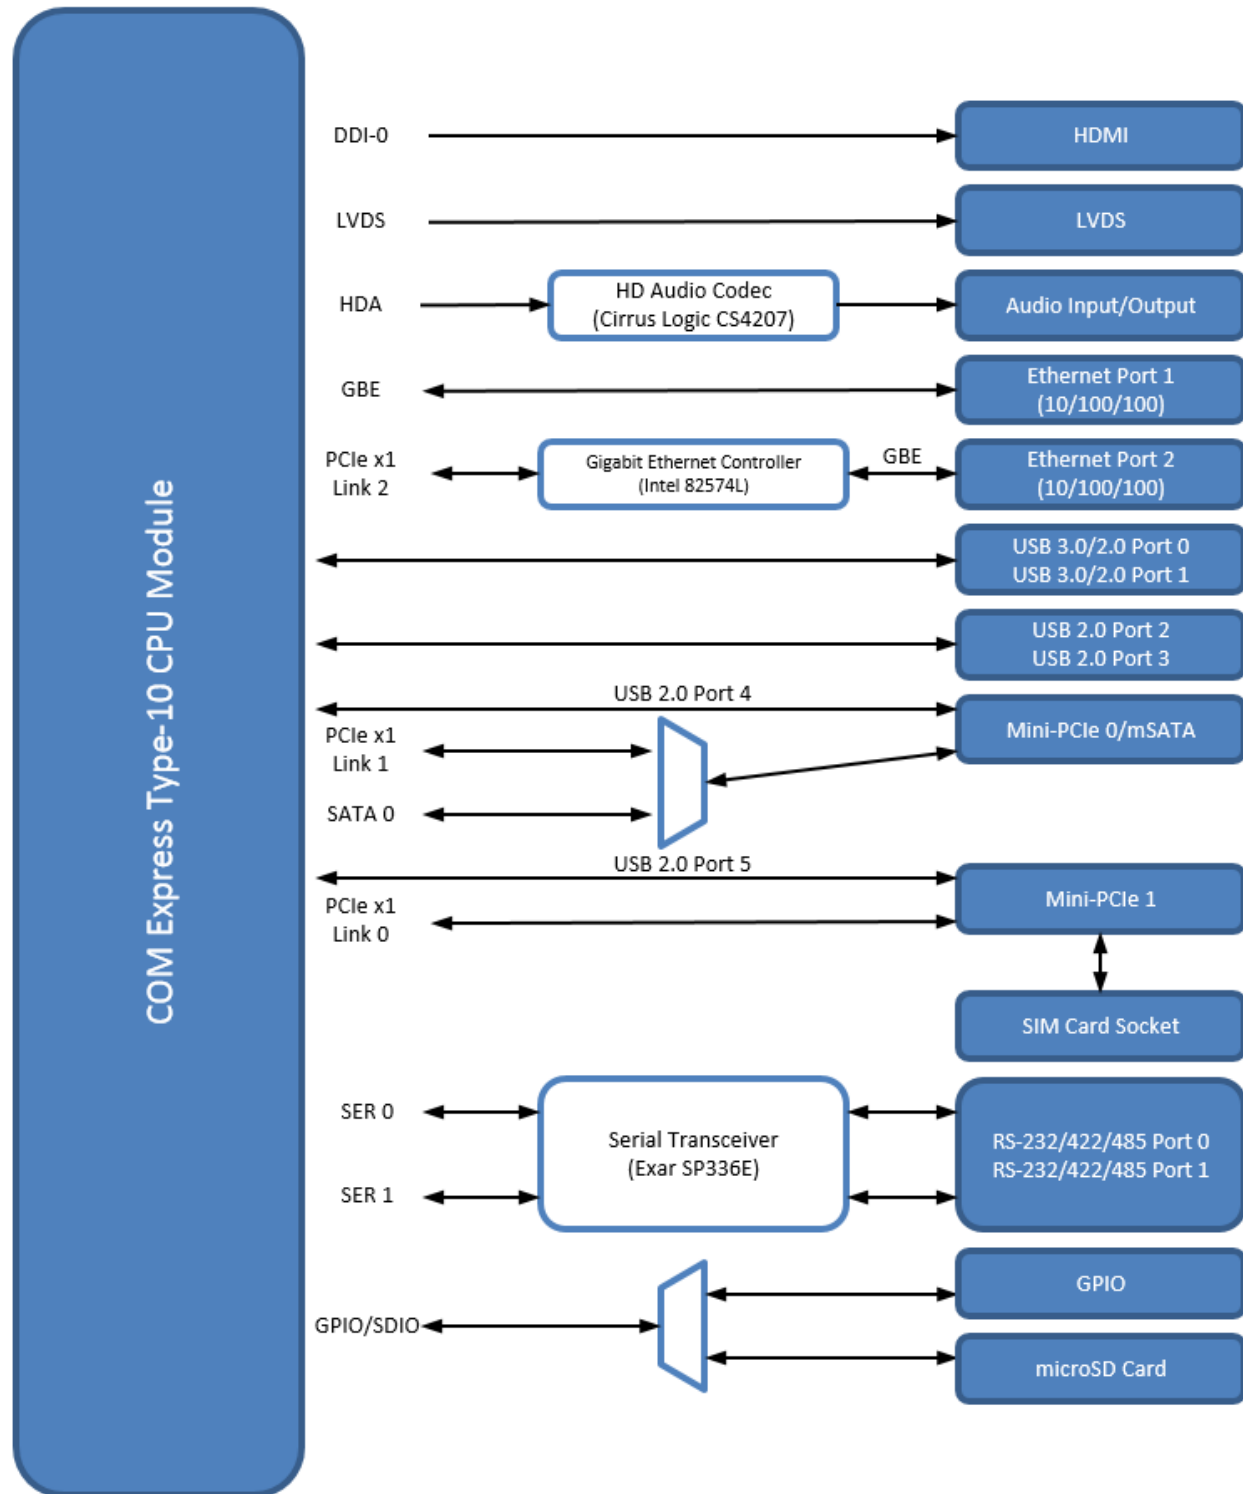 COM Express Type-10 CPU Module
DDI-0
HDMI
LVDS
LVDS
HDA
HD Audio Codec
(Cirrus Logic CS4207)
Audio Input/Output
GBE
Ethernet Port 1
(10/100/100)
PCIe x1
Link 2
Gigabit Ethernet Controller
(Intel 82574L)
GBE
Ethernet Port 2
(10/100/100)
USB 3.0/2.0 Port 0
USB 3.0/2.0 Port 1
USB 2.0 Port 2
USB 2.0 Port 3
USB 2.0 Port 4
PCIe x1
Link 1
Mini-PCIe 0/mSATA
SATA 0
USB 2.0 Port 5
PCIe x1
Link 0
Mini-PCIe 1
SIM Card Socket
SER 0
SER 1
Serial Transceiver
(Exar SP336E)
RS-232/422/485 Port 0
RS-232/422/485 Port 1
GPIO/SDIO
GPIO
microSD Card